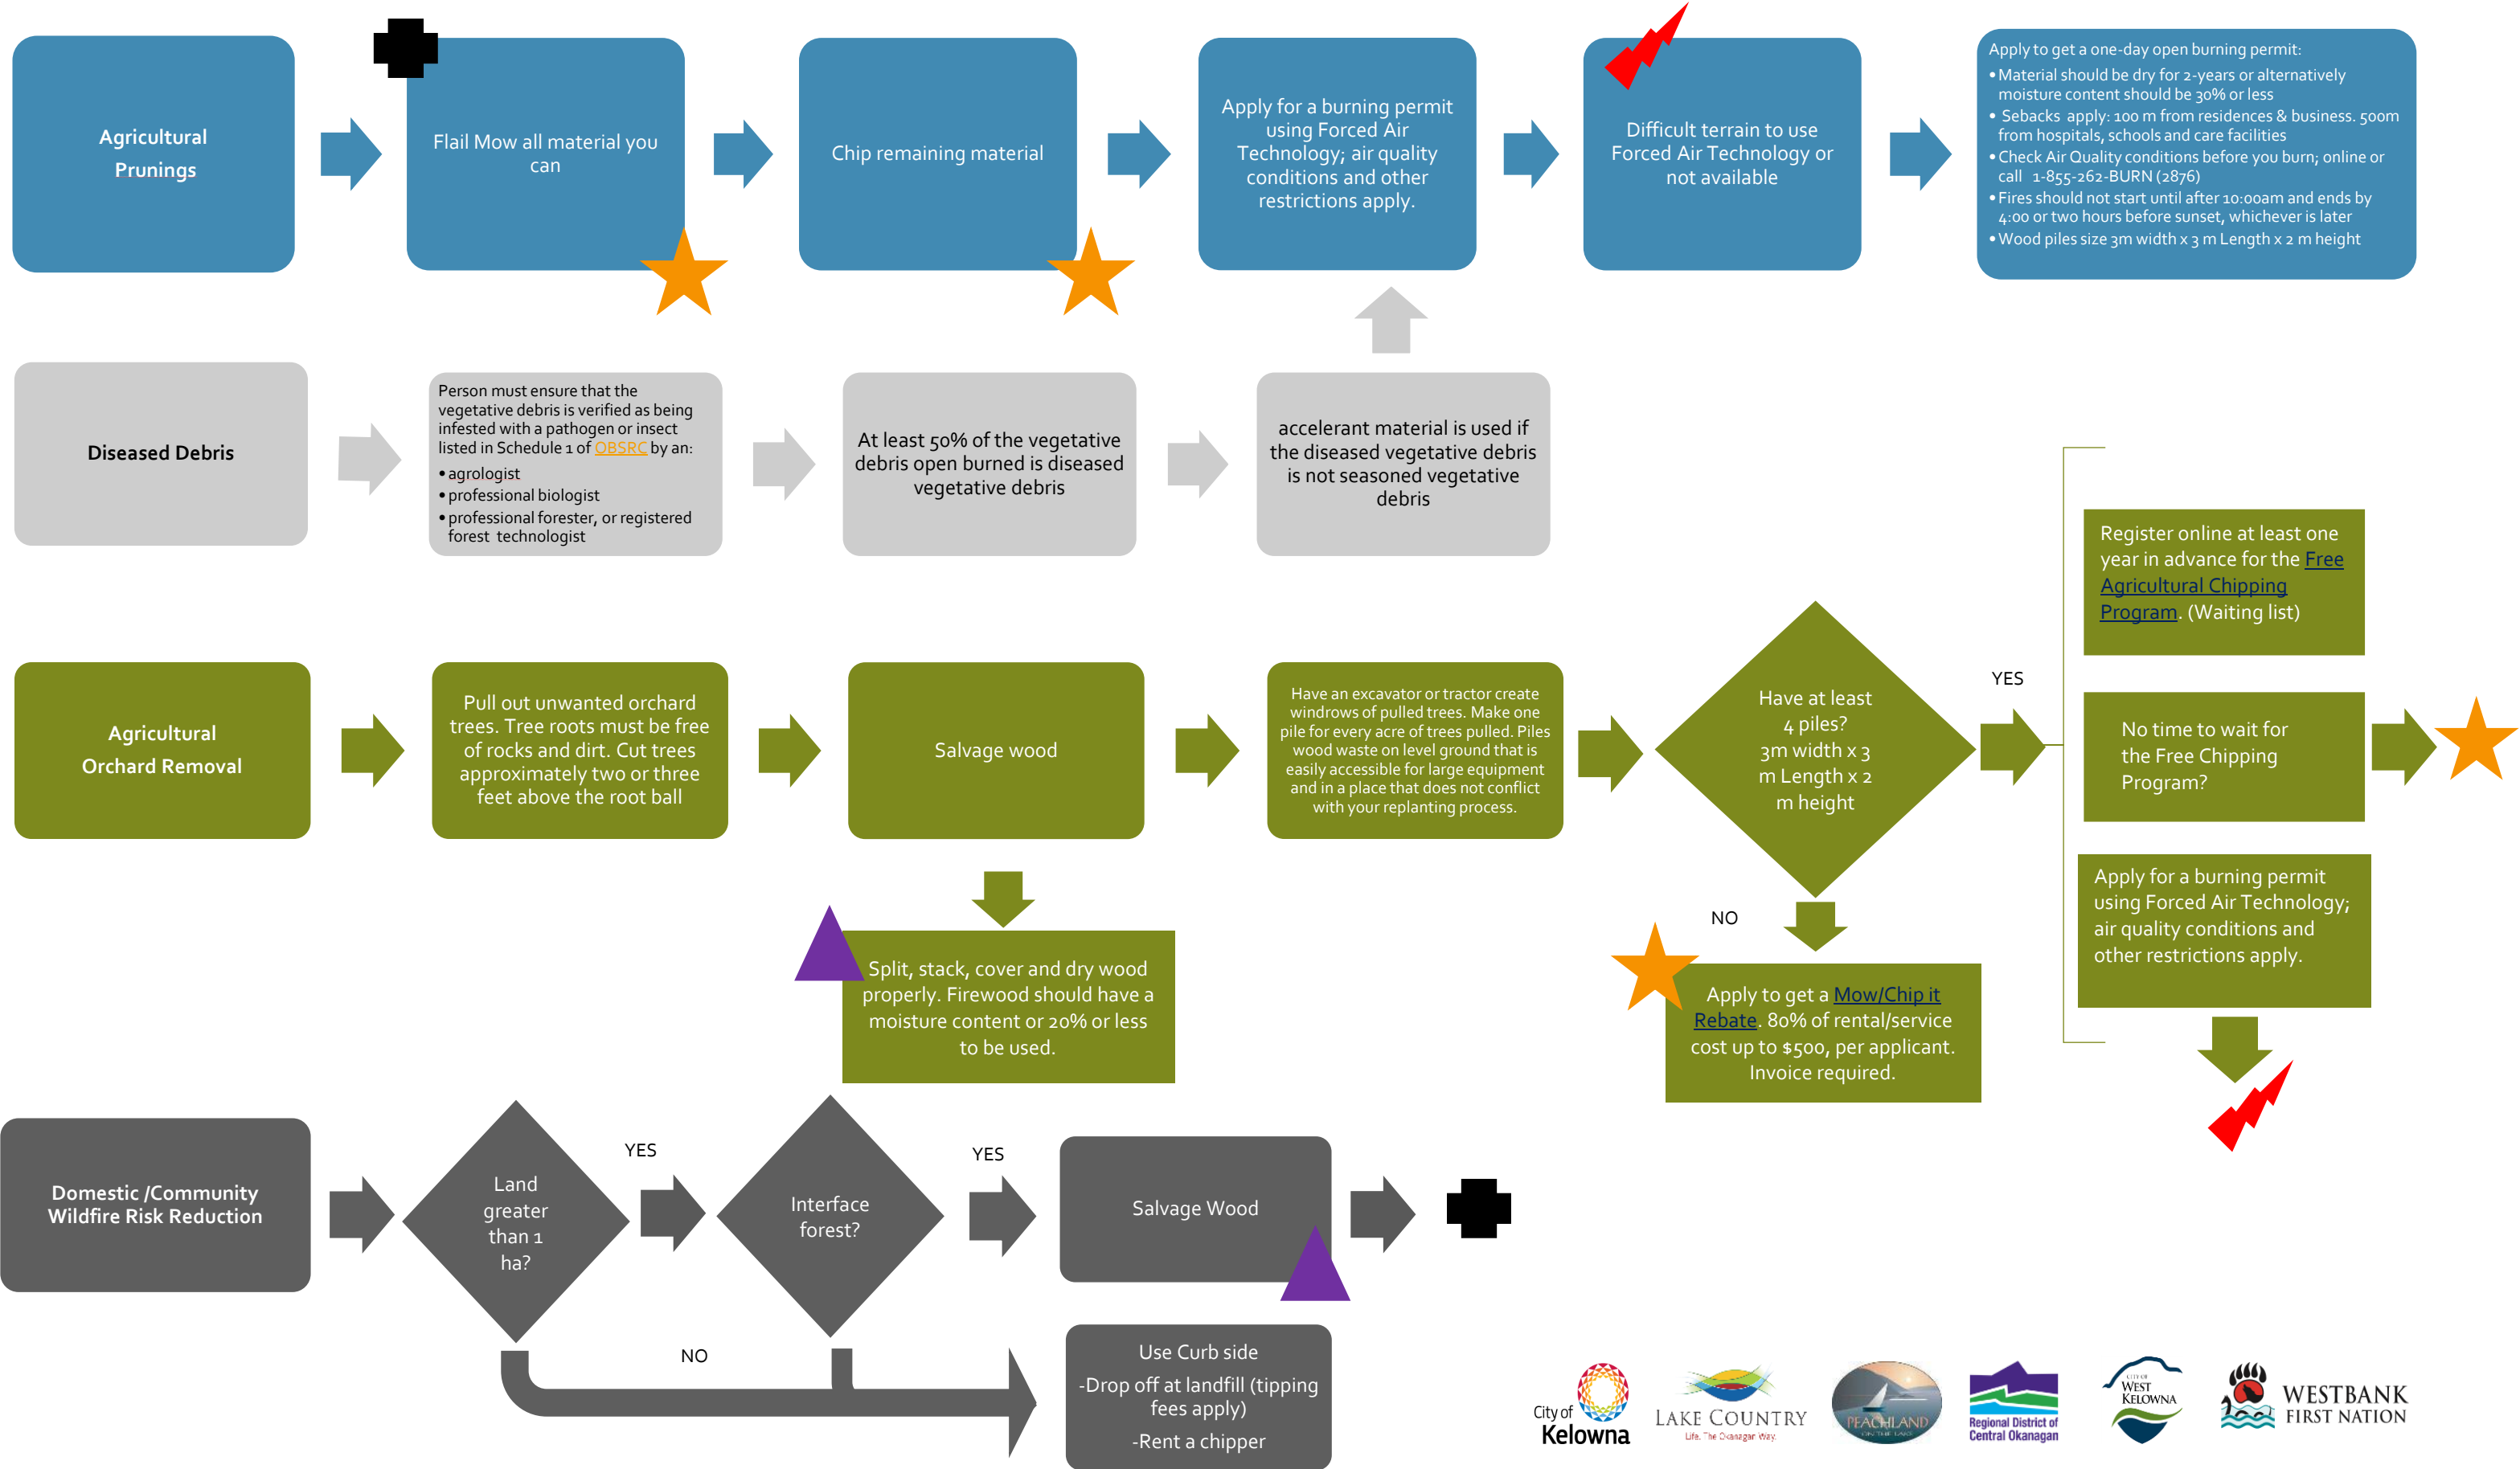 Agricultural
Prunings
Flail Mow all material you
can
Chip remaining material
Apply for a burning permit
using Forced Air
Technology; air quality
conditions and other
restrictions apply.
Difficult terrain to use
Forced Air Technology or
not available
Apply to get a one-day open burning permit:
• Material should be dry for 2-years or alternatively
moisture content should be 30% or less
• Sebacks apply: 100 m from residences & business. 500m
from hospitals, schools and care facilities
• Check Air Quality conditions before you burn; online or
call 1-855-262-BURN (2876)
• Fires should not start until after 10:00am and ends by
4:00 or two hours before sunset, whichever is later
• Wood piles size 3m width x 3 m Length x 2 m height
Diseased Debris
Person must ensure that the
vegetative debris is verified as being
infested with a pathogen or insect
listed in Schedule 1 of OBSRC by an:
• agrologist
• professional biologist
• professional forester, or registered
forest technologist
At least 50% of the vegetative
debris open burned is diseased
vegetative debris
accelerant material is used if
the diseased vegetative debris
is not seasoned vegetative
debris
Agricultural
Orchard Removal
Pull out unwanted orchard
trees. Tree roots must be free
of rocks and dirt. Cut trees
approximately two or three
feet above the root ball
Salvage wood
Have an excavator or tractor create
windrows of pulled trees. Make one
pile for every acre of trees pulled. Piles
wood waste on level ground that is
easily accessible for large equipment
and in a place that does not conflict
with your replanting process.
Have at least
4 piles?
3m width x 3
m Length x 2
m height
YES
Register online at least one
year in advance for the Free
Agricultural Chipping
Program. (Waiting list)
No time to wait for
the Free Chipping
Program?
Apply for a burning permit
using Forced Air Technology;
air quality conditions and
other restrictions apply.
NO
Apply to get a Mow/Chip it
Rebate. 80% of rental/service
cost up to $500, per applicant.
Invoice required.
Split, stack, cover and dry wood
properly. Firewood should have a
moisture content or 20% or less
to be used.
Domestic /Community
Wildfire Risk Reduction
Land
greater
than 1
ha?
YES
Interface
forest?
YES
Salvage Wood
NO
Use Curb side
-Drop off at landfill (tipping
fees apply)
-Rent a chipper
City of
Kelowna
LAKE COUNTRY
Life. The Okanagan Way.
PEACHLAND
ON THE LAKE
Regional District of
Central Okanagan
CITY OF
WEST
KELOWNA
WESTBANK
FIRST NATION